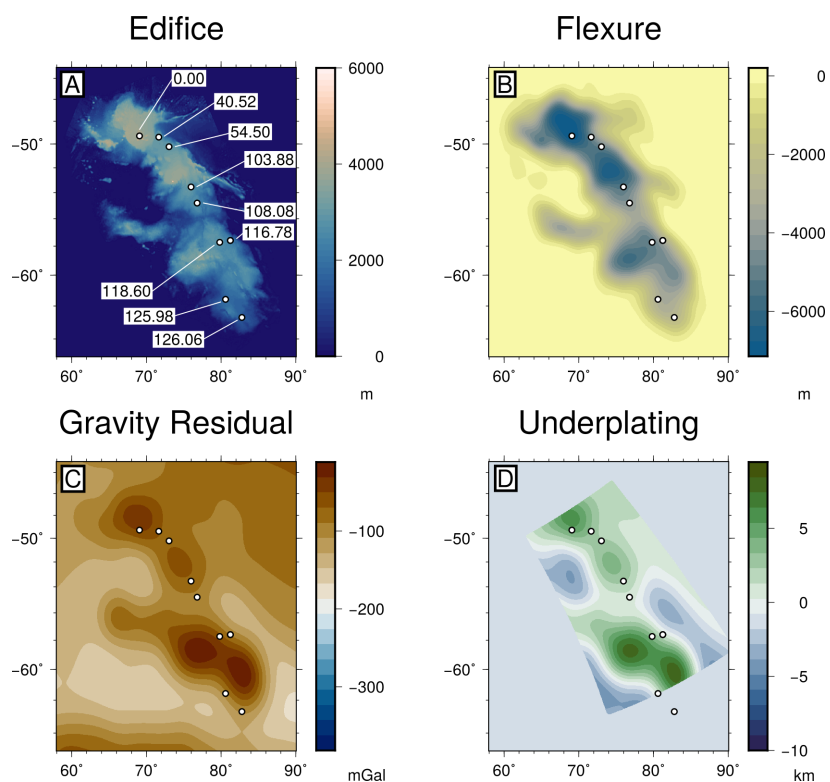 Edifice
Flexure
A
0.00
40.52
54.50
103.88
108.08
116.78
118.60
125.98
126.06
−50˚
−60˚
60˚ 70˚ 80˚ 90˚
6000
4000
2000
0
m
B
−50˚
−60˚
60˚ 70˚ 80˚ 90˚
0
−2000
−4000
−6000
m
Gravity Residual
Underplating
C
−50˚
−60˚
60˚ 70˚ 80˚ 90˚
−100
−200
−300
mGal
D
−50˚
−60˚
60˚ 70˚ 80˚ 90˚
5
0
−5
−10
km